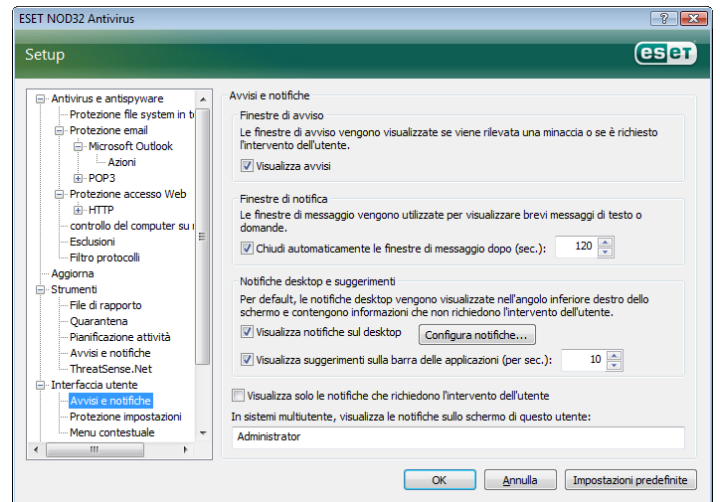 ESET NOD32 Antivirus
Setup
eset
Antivirus e antispyware
Protezione file system in t
Protezione email
Microsoft Outlook
Azioni
POP3
Protezione accesso Web
HTTP
controllo del computer su
Esclusioni
Filtro protocolli
Aggiorna
Strumenti
File di rapporto
Quarantena
Pianificazione attività
Avvisi e notifiche
ThreatSense.Net
Interfaccia utente
Avvisi e notifiche
Protezione impostazioni
Menu contestuale
Avvisi e notifiche
Finestre di avviso
Le finestre di avviso vengono visualizzate se viene rilevata una minaccia o se è richiesto
l'intervento dell'utente.
Visualizza avvisi
Finestre di notifica
Le finestre di messaggio vengono utilizzate per visualizzare brevi messaggi di testo o
domande.
Chiudi automaticamente le finestre di messaggio dopo (sec.): 120
Notifiche desktop e suggerimenti
Per default, le notifiche desktop vengono visualizzate nell'angolo inferiore destro dello
schermo e contengono informazioni che non richiedono l'intervento dell'utente.
Visualizza notifiche sul desktop Configura notifiche...
Visualizza suggerimenti sulla barra delle applicazioni (per sec.): 10
Visualizza solo le notifiche che richiedono l'intervento dell'utente
In sistemi multiutente, visualizza le notifiche sullo schermo di questo utente:
Administrator
OK Annulla Impostazioni predefinite